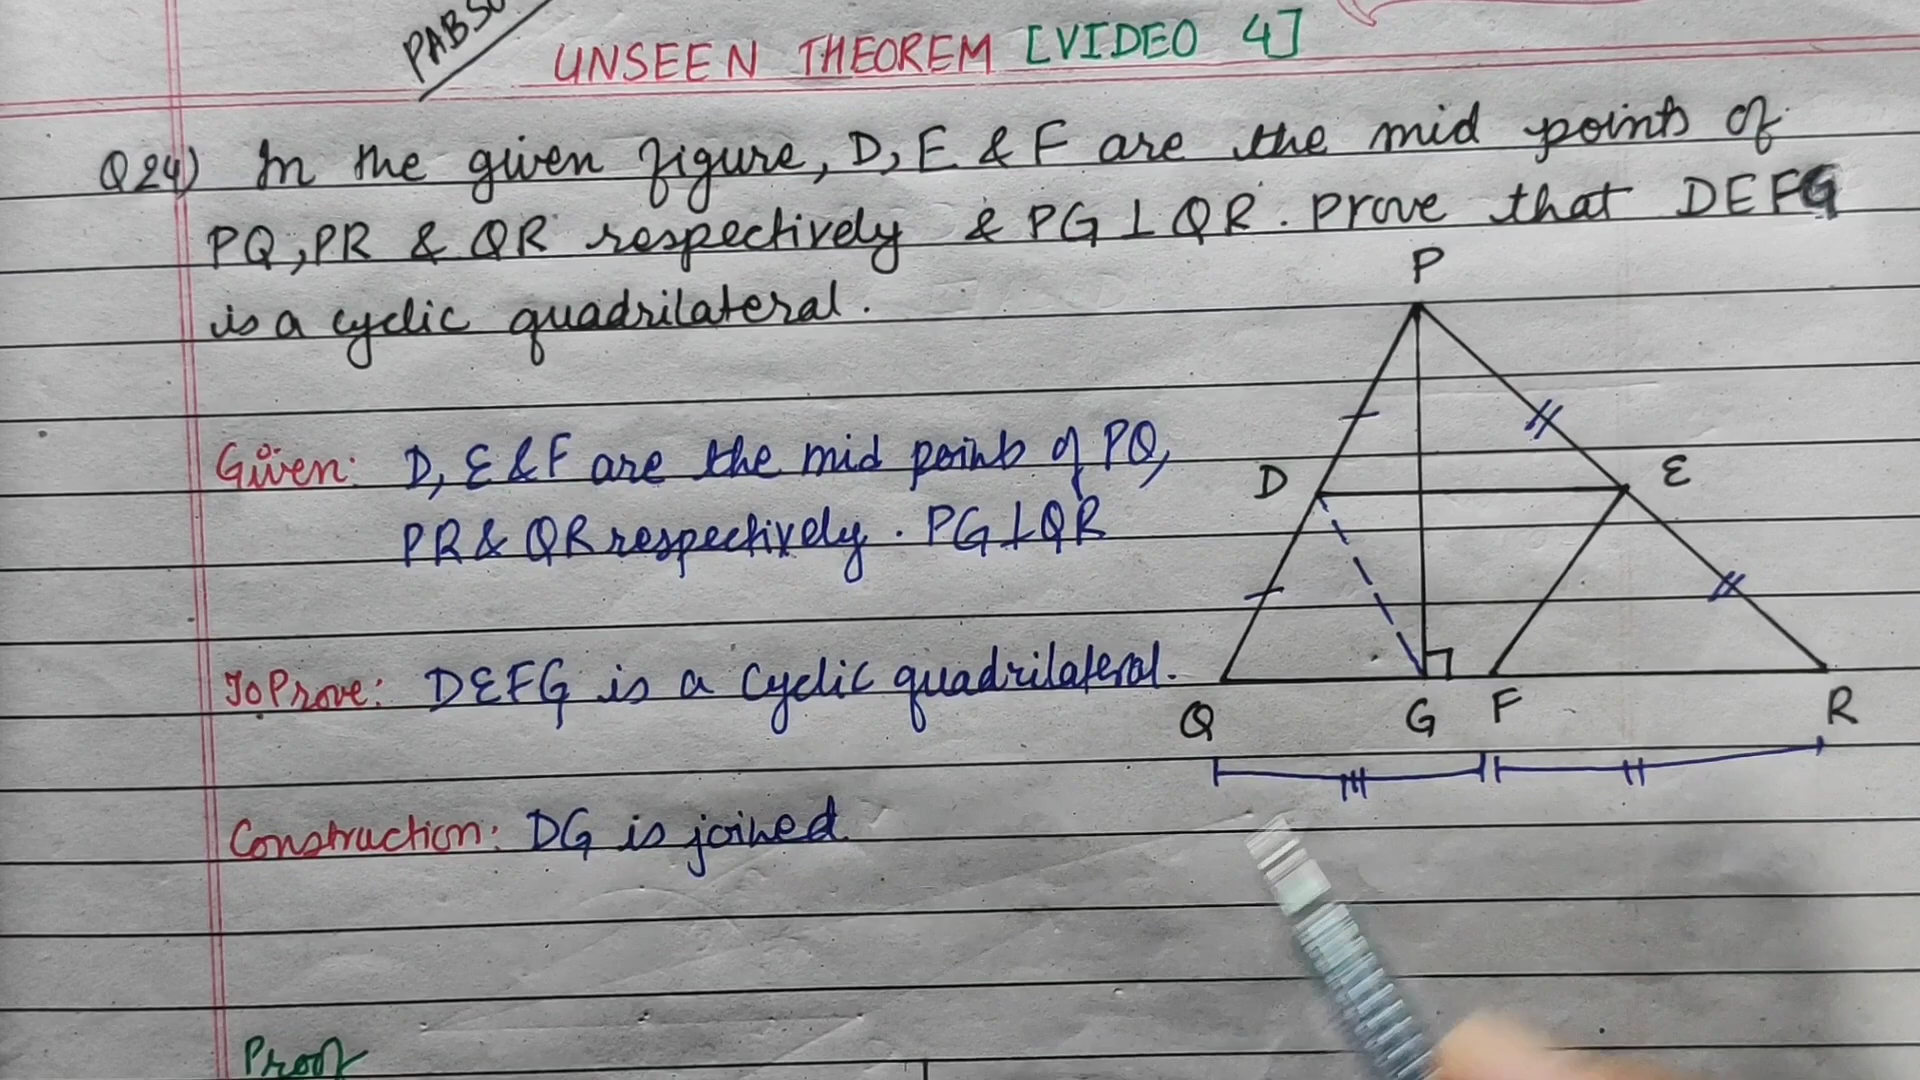 UNSEEN THEOREM [VIDEO 4]
Q24) In the given figure, D, E & F are the mid points of
PQ, PR & QR respectively & PG ⊥ QR. Prove that DEFG
is a cyclic quadrilateral.
P
Given: D, E & F are the mid points of PQ,
PR & QR respectively. PG ⊥ QR
D
E
To Prove: DEFG is a cyclic quadrilateral.
Q G F R
Construction: DG is joined
Proof